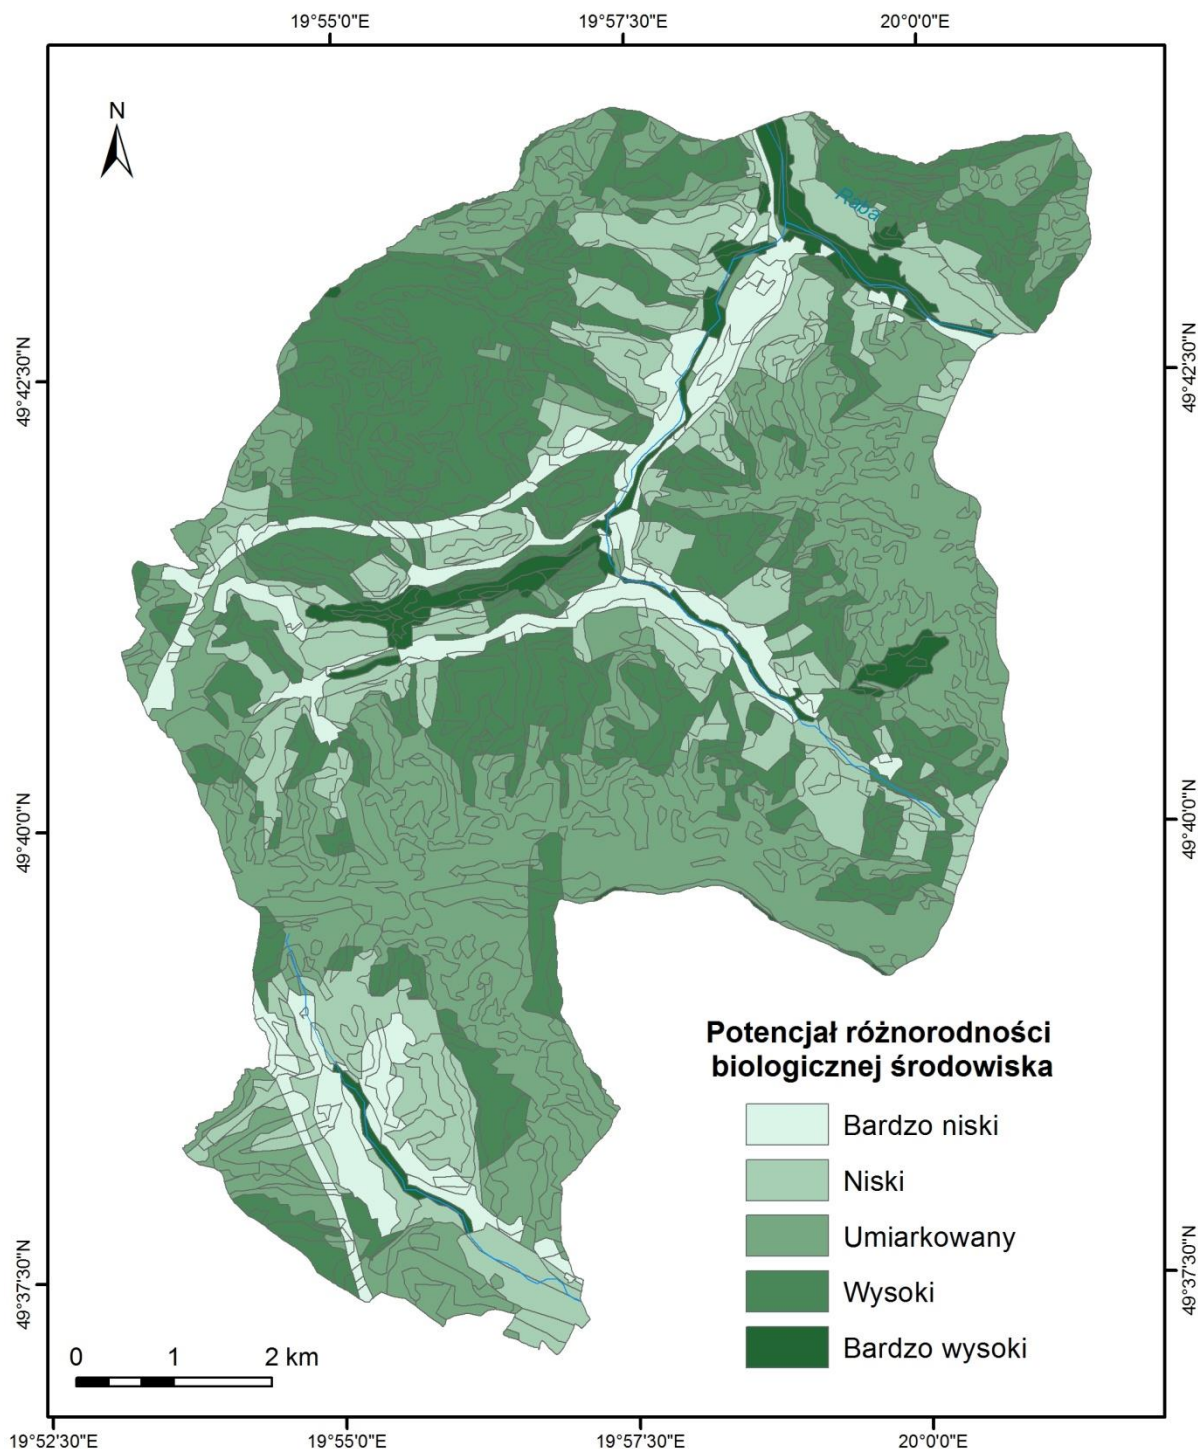 19°55'0"E
19°57'30"E
20°0'0"E
N
Raba
49°42'30"N
49°42'30"N
49°40'0"N
49°40'0"N
Potencjał różnorodności
biologicznej środowiska
Bardzo niski
Niski
Umiarkowany
Wysoki
Bardzo wysoki
49°37'30"N
49°37'30"N
0 1 2 km
19°52'30"E
19°55'0"E
19°57'30"E
20°0'0"E